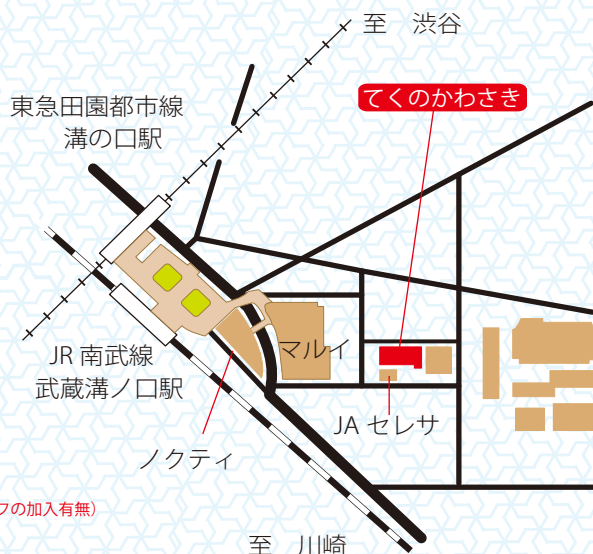 至　渋谷
てくのかわさき
東急田園都市線
溝の口駅
マルイ
JR 南武線
武蔵溝ノ口駅
JA セレサ
ノクティ
フの加入有無）
至　川崎